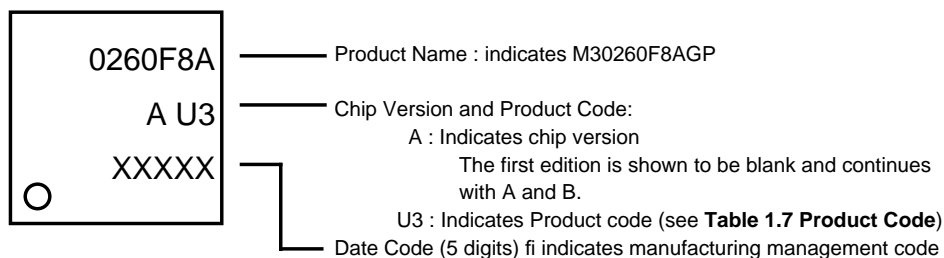 0260F8A
Product Name : indicates M30260F8AGP
A U3
Chip Version and Product Code:
A : Indicates chip version
The first edition is shown to be blank and continues
with A and B.
U3 : Indicates Product code (see Table 1.7 Product Code)
XXXXX
Date Code (5 digits) fi indicates manufacturing management code